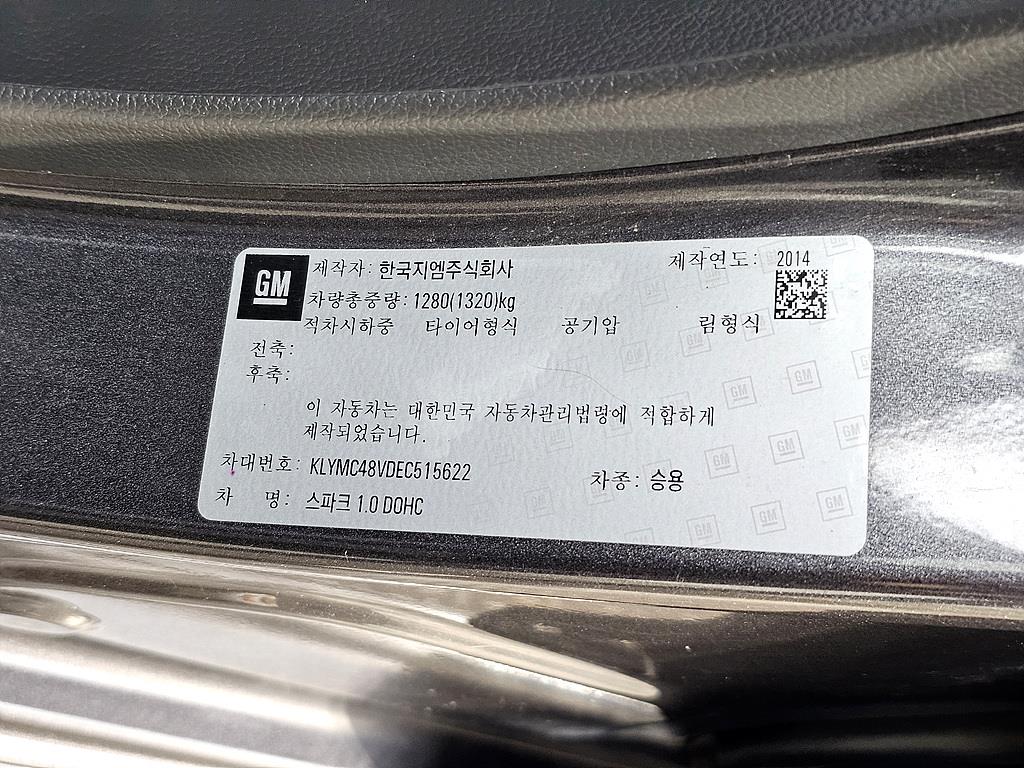 GM 제작자: 한국지엠주식회사 제작연도: 2014
차량총중량: 1280(1320)kg
적차시하중 타이어형식 공기압 림형식
전축:
후축:
이 자동차는 대한민국 자동차관리법령에 적합하게
제작되었습니다.
차대번호: KLYMC48VDEC515622 차종: 승용
차 명: 스파크 1.0 DOHC